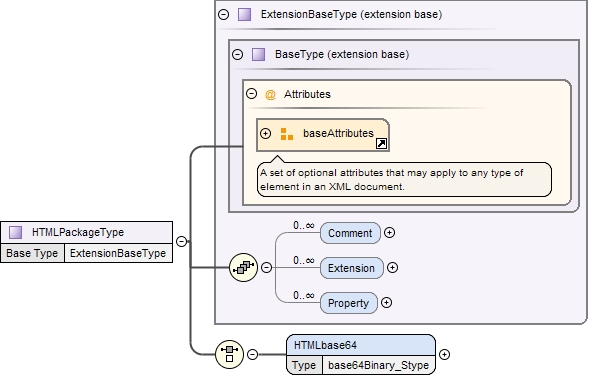 ExtensionBaseType (extension base)
BaseType (extension base)
@ Attributes
baseAttributes
A set of optional attributes that may apply to any type of
element in an XML document.
HTMLPackageType
Base Type ExtensionBaseType
0..∞
Comment
0..∞
Extension
0..∞
Property
HTMLbase64
Type base64Binary_Stype